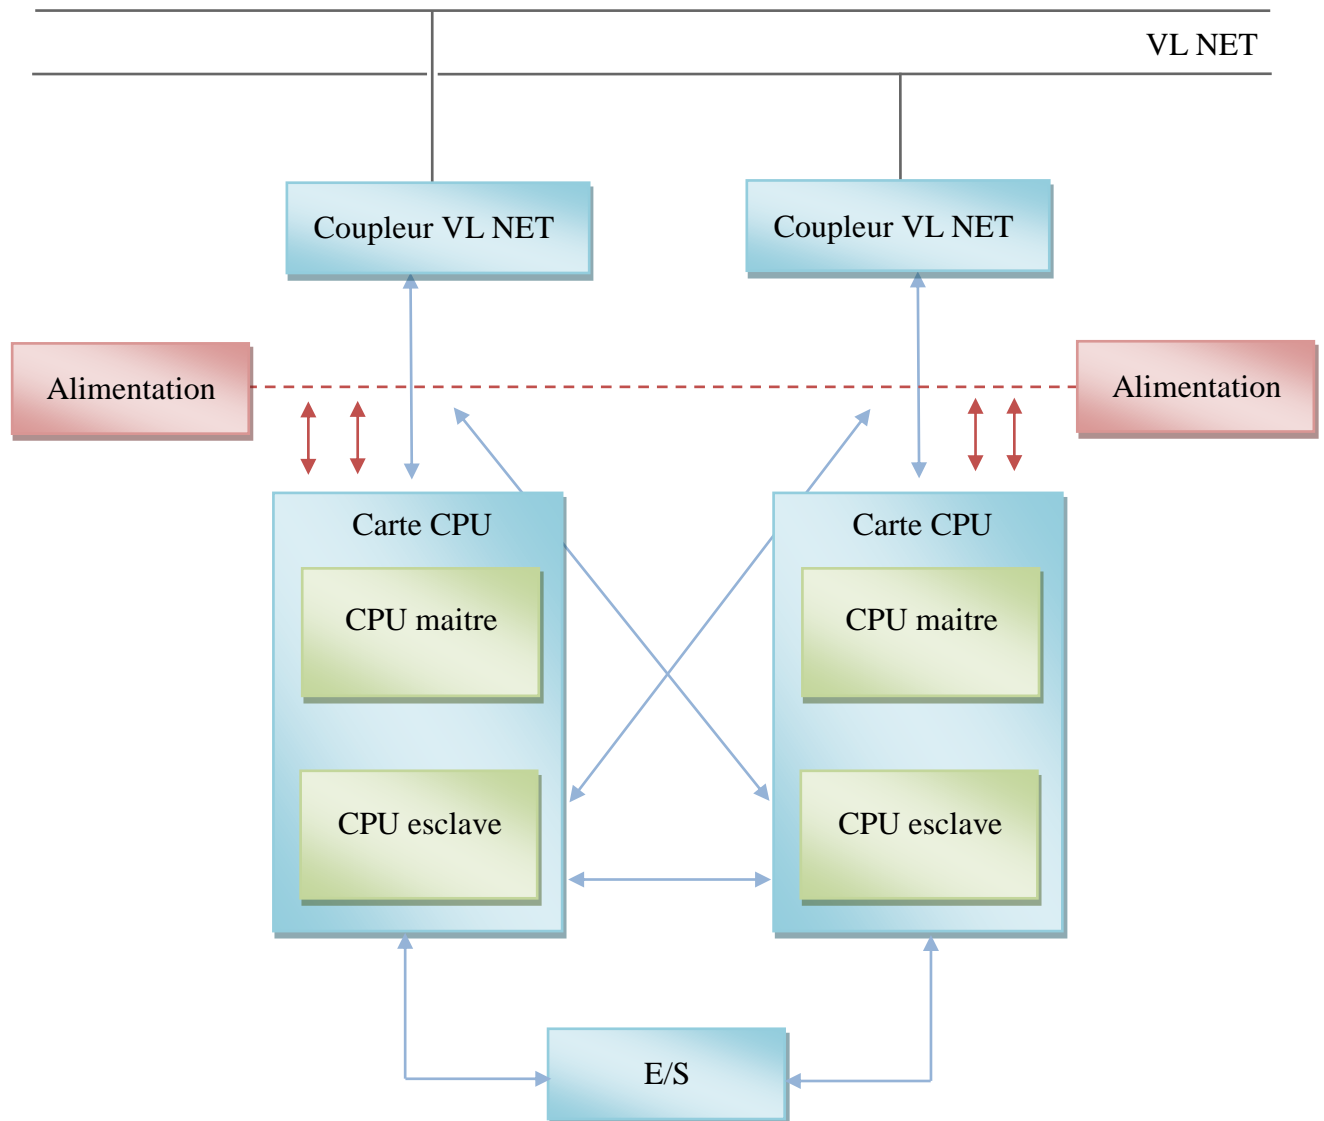 VL NET
Coupleur VL NET
Coupleur VL NET
Alimentation
Alimentation
Carte CPU
Carte CPU
CPU maitre
CPU maitre
CPU esclave
CPU esclave
E/S